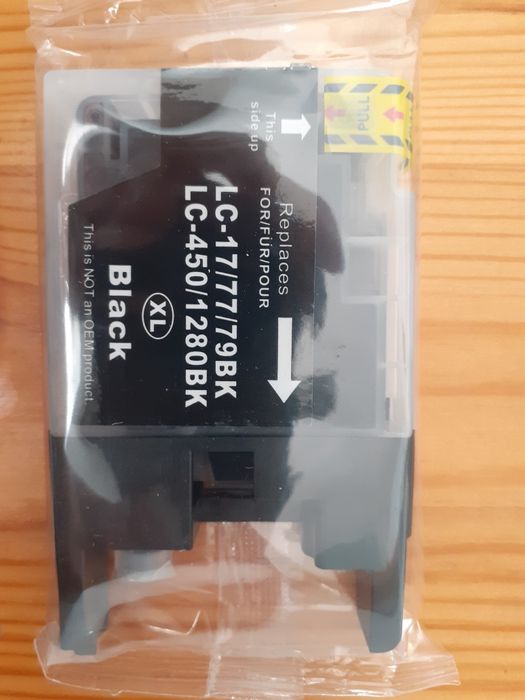 PULL
This
side up
Replaces
FOR/FÜR/POUR
LC-17/77/79BK
LC-450/1280BK
XL
Black
This is NOT an OEM product.